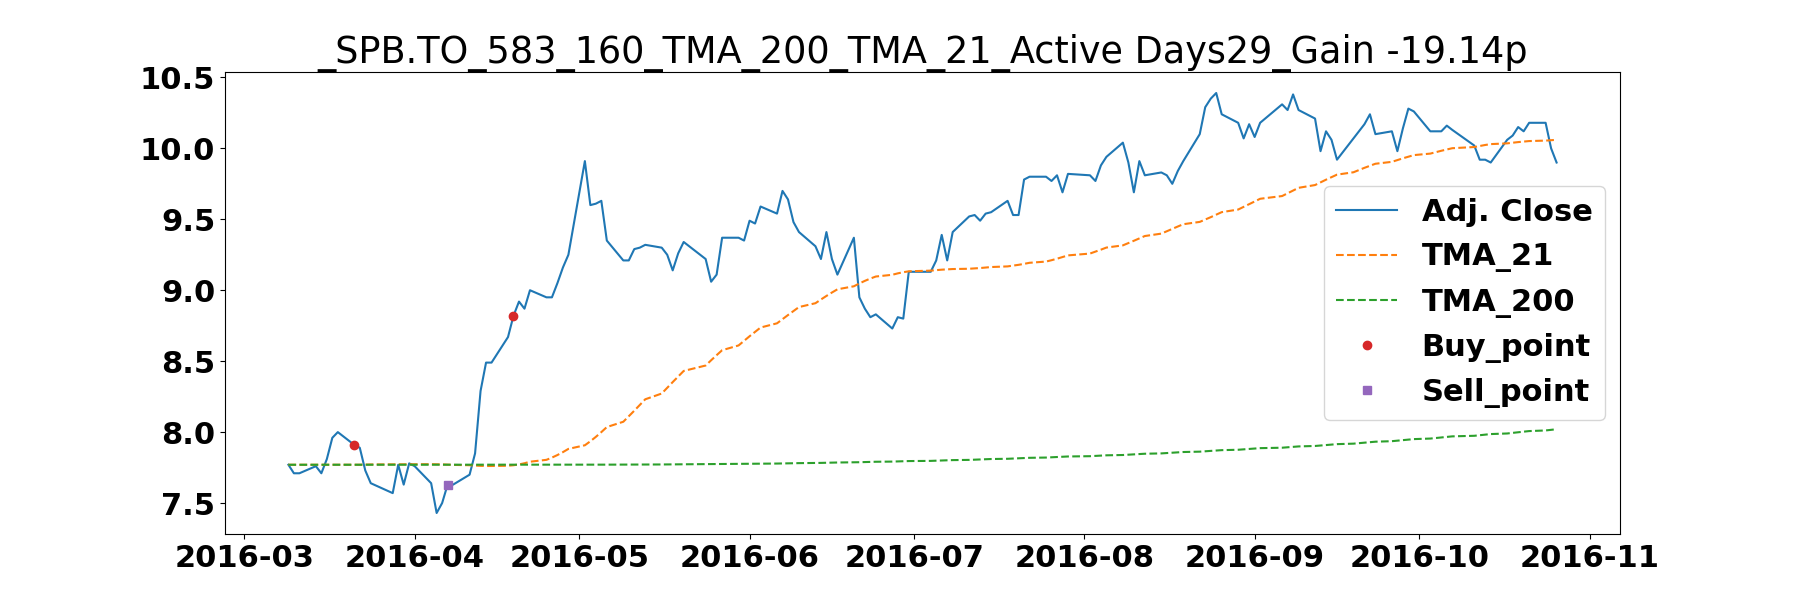 _SPB.TO_583_160_TMA_200_TMA_21_Active Days29_Gain -19.14p
10.5
10.0
9.5
9.0
8.5
8.0
7.5
Adj. Close
TMA_21
TMA_200
Buy_point
Sell_point
2016-03 2016-04 2016-05 2016-06 2016-07 2016-08 2016-09 2016-10 2016-11